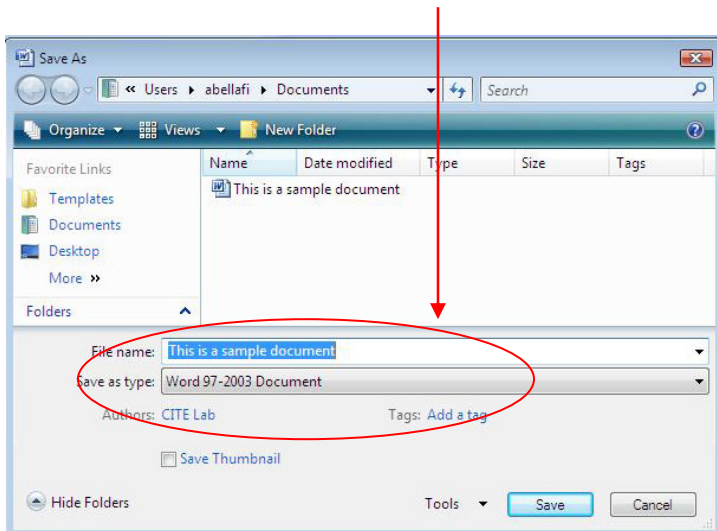 Save As
« Users ▸ abellafi ▸ Documents
Search
Organize Views New Folder
Favorite Links
Name Date modified Type Size Tags
This is a sample document
Templates
Documents
Desktop
More »
Folders
File name: This is a sample document
Save as type: Word 97-2003 Document
Authors: CITE Lab Tags: Add a tag
Save Thumbnail
Hide Folders Tools Save Cancel